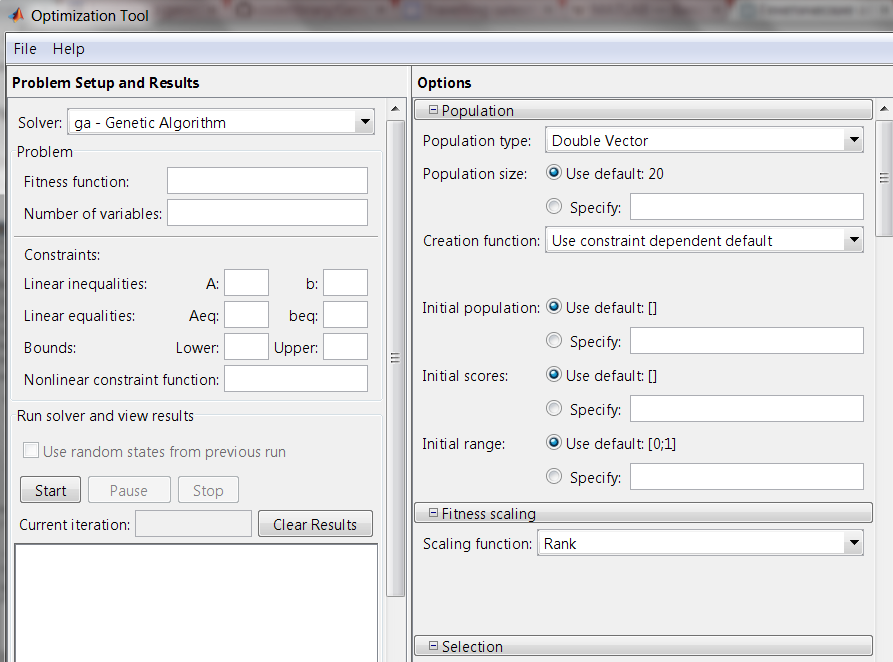 Optimization Tool
File Help
Problem Setup and Results
Solver: ga - Genetic Algorithm
Problem
Fitness function:
Number of variables:
Constraints:
Linear inequalities: A: b:
Linear equalities: Aeq: beq:
Bounds: Lower: Upper:
Nonlinear constraint function:
Run solver and view results
Use random states from previous run
Start Pause Stop
Current iteration: Clear Results
Options
Population
Population type: Double Vector
Population size: Use default: 20
Specify:
Creation function: Use constraint dependent default
Initial population: Use default: []
Specify:
Initial scores: Use default: []
Specify:
Initial range: Use default: [0;1]
Specify:
Fitness scaling
Scaling function: Rank
Selection